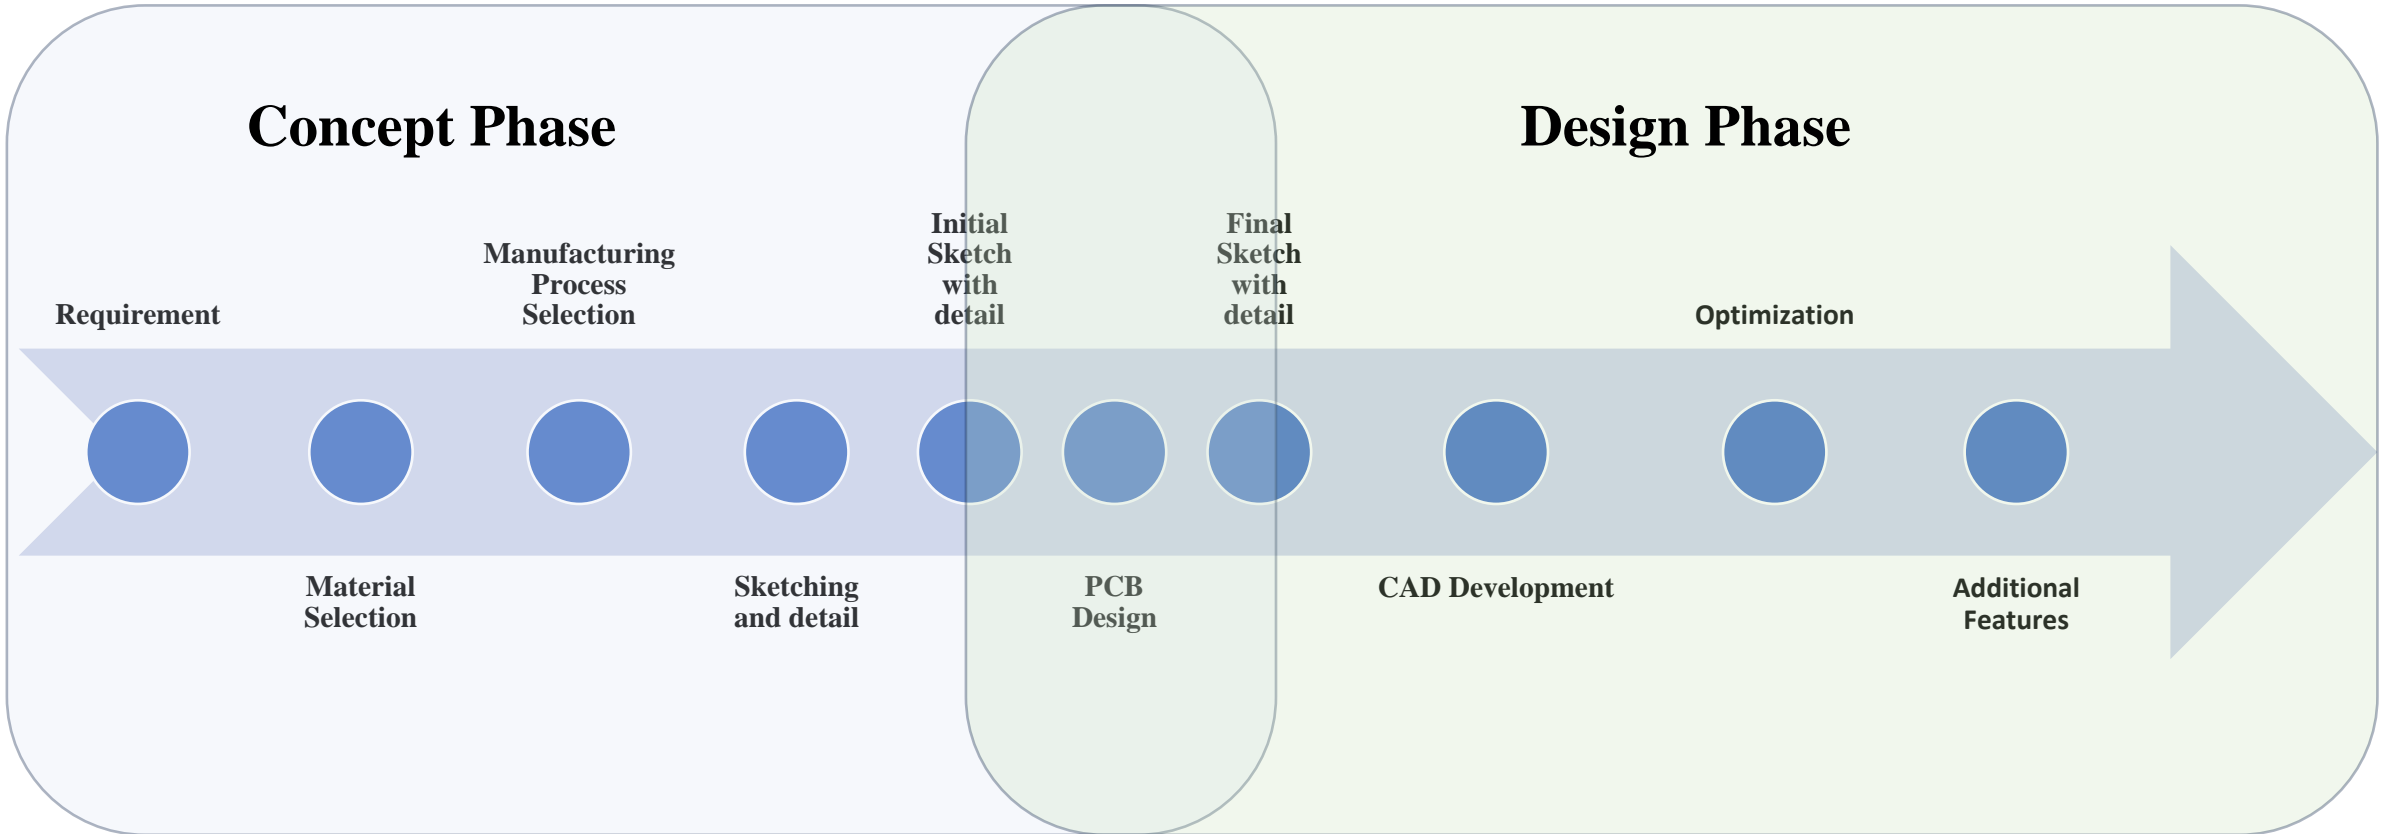 Concept Phase
Design Phase
Requirement
Manufacturing
Process
Selection
Initial
Sketch
with
detail
Final
Sketch
with
detail
Optimization
Material
Selection
Sketching
and detail
PCB
Design
CAD Development
Additional
Features